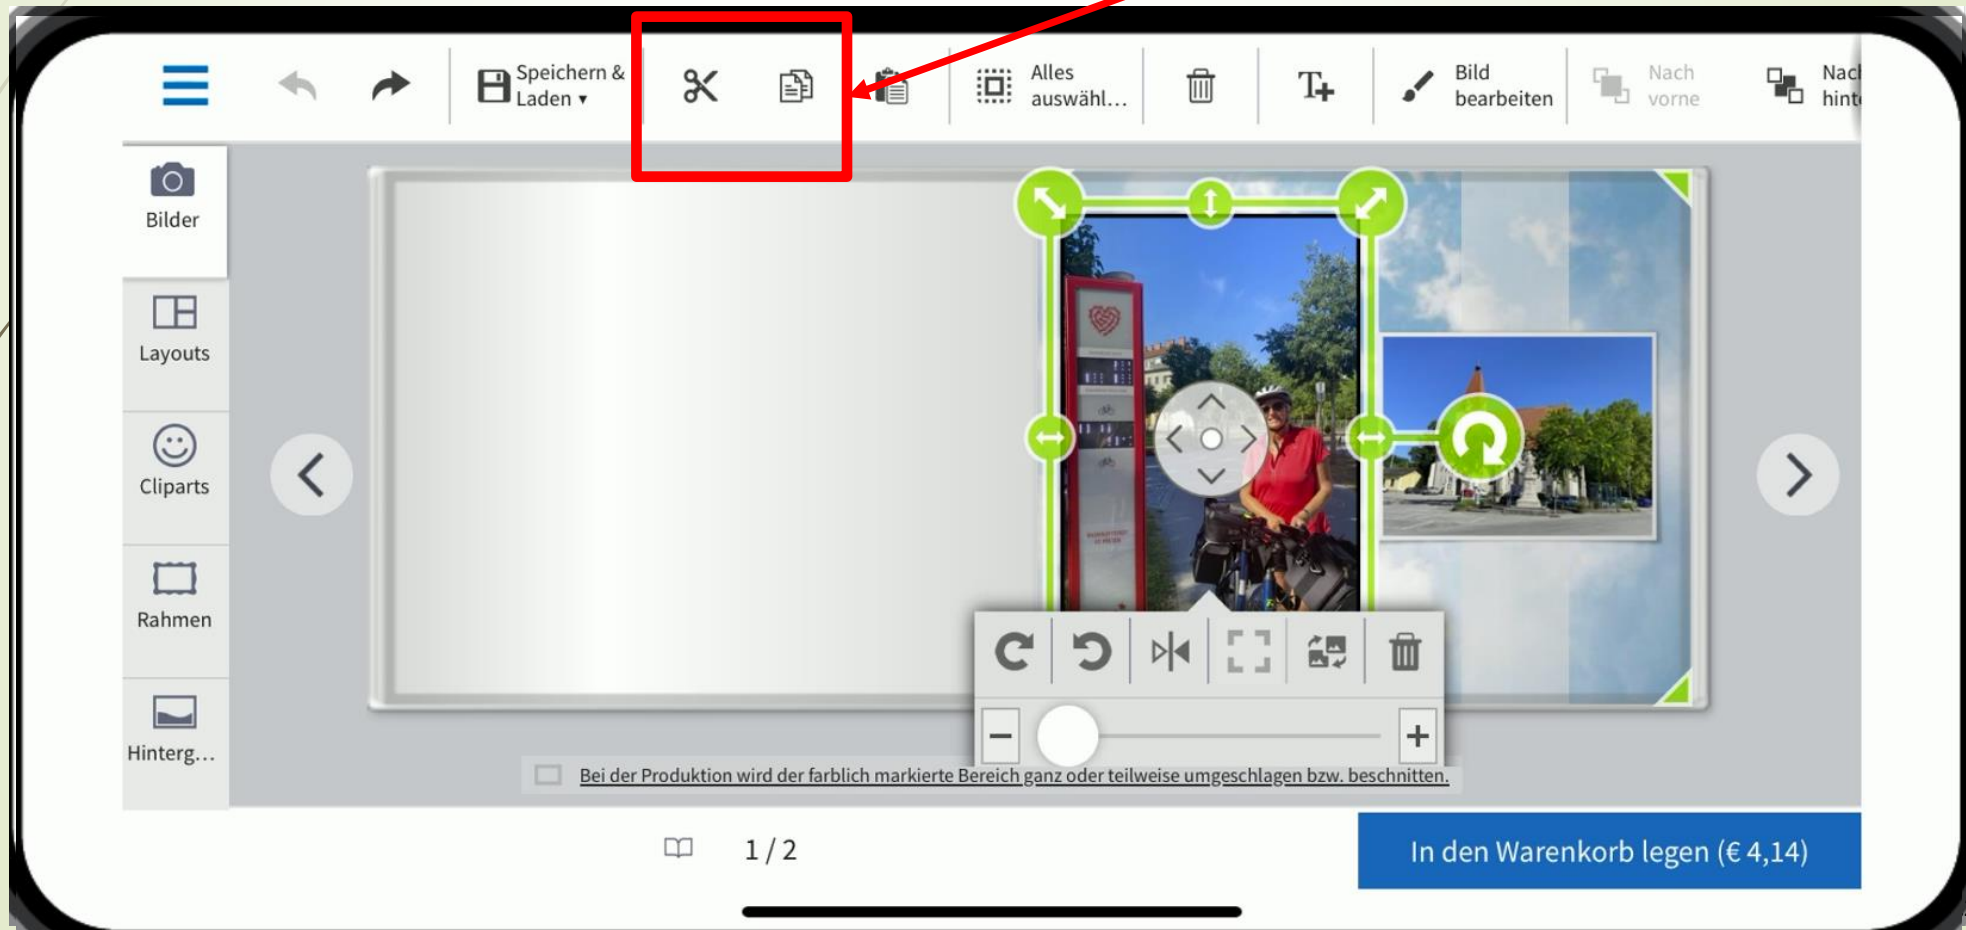 Speichern &
Laden ▾
Alles
auswähl...
T+
Bild
bearbeiten
Nach
vorne
Nach
hint
Bilder
Layouts
Cliparts
Rahmen
Hinterg...
Bei der Produktion wird der farblich markierte Bereich ganz oder teilweise umgeschlagen bzw. beschnitten.
1 / 2
In den Warenkorb legen (€ 4,14)